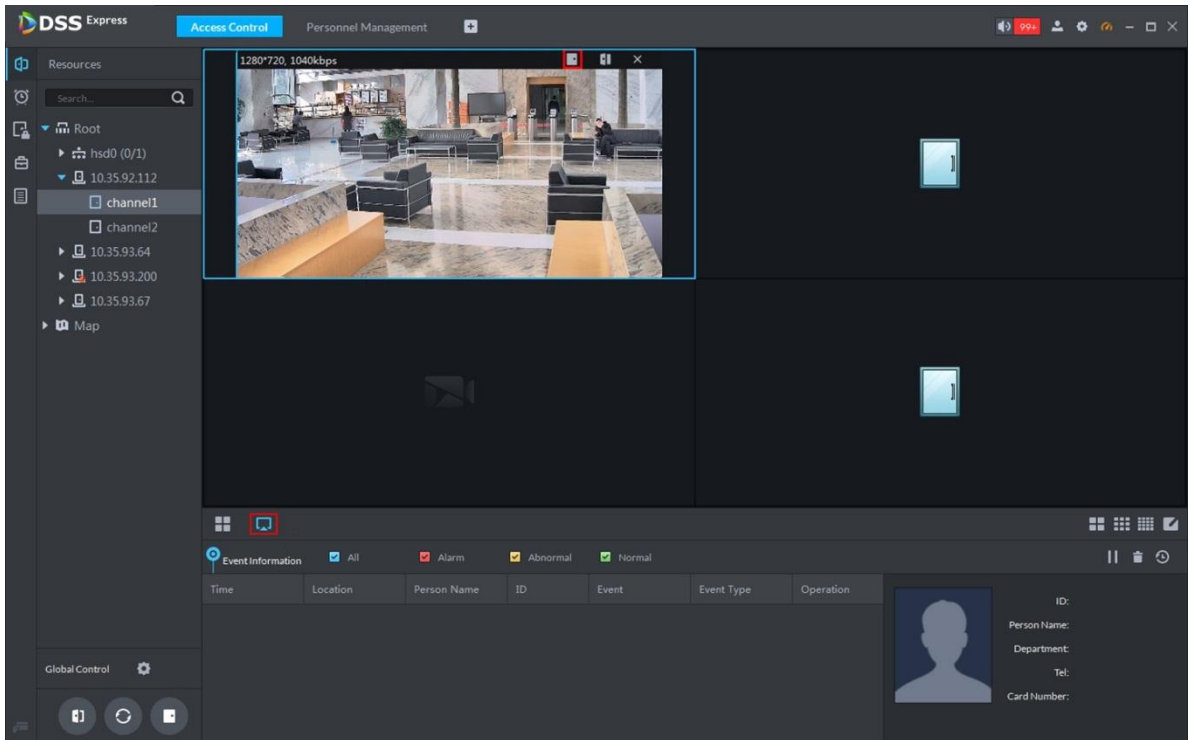 DSS Express
Access Control
Personnel Management
99+
Resources
Search...
Root
hsd0 (0/1)
10.35.92.112
channel1
channel2
10.35.93.64
10.35.93.200
10.35.93.67
Map
Global Control
1280*720, 1040kbps
Event Information
All
Alarm
Abnormal
Normal
Time
Location
Person Name
ID
Event
Event Type
Operation
ID:
Person Name:
Department:
Tel:
Card Number: